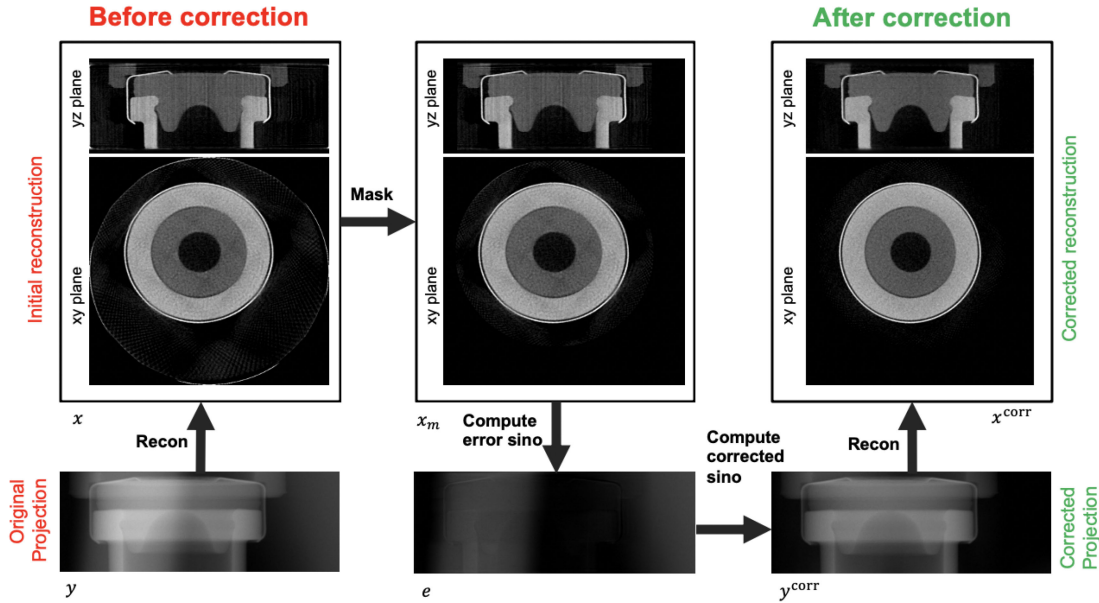 Before correction
After correction
yz plane
yz plane
yz plane
Initial reconstruction
Mask
Corrected reconstruction
xy plane
xy plane
xy plane
x
x_m
x^corr
Recon
Compute
error sino
Compute
corrected
sino
Recon
Original
Projection
Corrected
Projection
y
e
y^corr